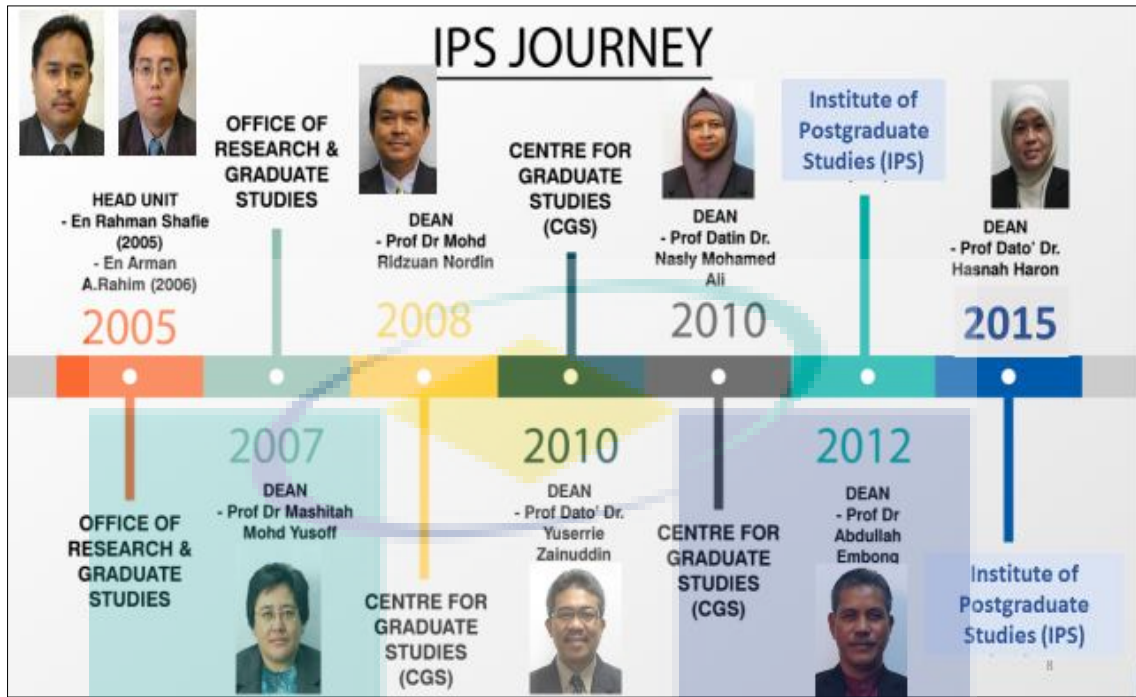 IPS JOURNEY
HEAD UNIT
- En Rahman Shafie
(2005)
- En Arman
A.Rahim (2006)
2005
OFFICE OF
RESEARCH &
GRADUATE
STUDIES
OFFICE OF
RESEARCH &
GRADUATE
STUDIES
2007
DEAN
- Prof Dr Mashitah
Mohd Yusoff
DEAN
- Prof Dr Mohd
Ridzuan Nordin
2008
CENTRE FOR
GRADUATE
STUDIES
(CGS)
CENTRE FOR
GRADUATE
STUDIES
(CGS)
2010
DEAN
- Prof Dato' Dr.
Yuserrie
Zainuddin
DEAN
- Prof Datin Dr.
Nasly Mohamed
Ali
2010
CENTRE FOR
GRADUATE
STUDIES
(CGS)
Institute of
Postgraduate
Studies (IPS)
2012
DEAN
- Prof Dr
Abdullah
Embong
DEAN
- Prof Dato' Dr.
Hasnah Haron
2015
Institute of
Postgraduate
Studies (IPS)
8